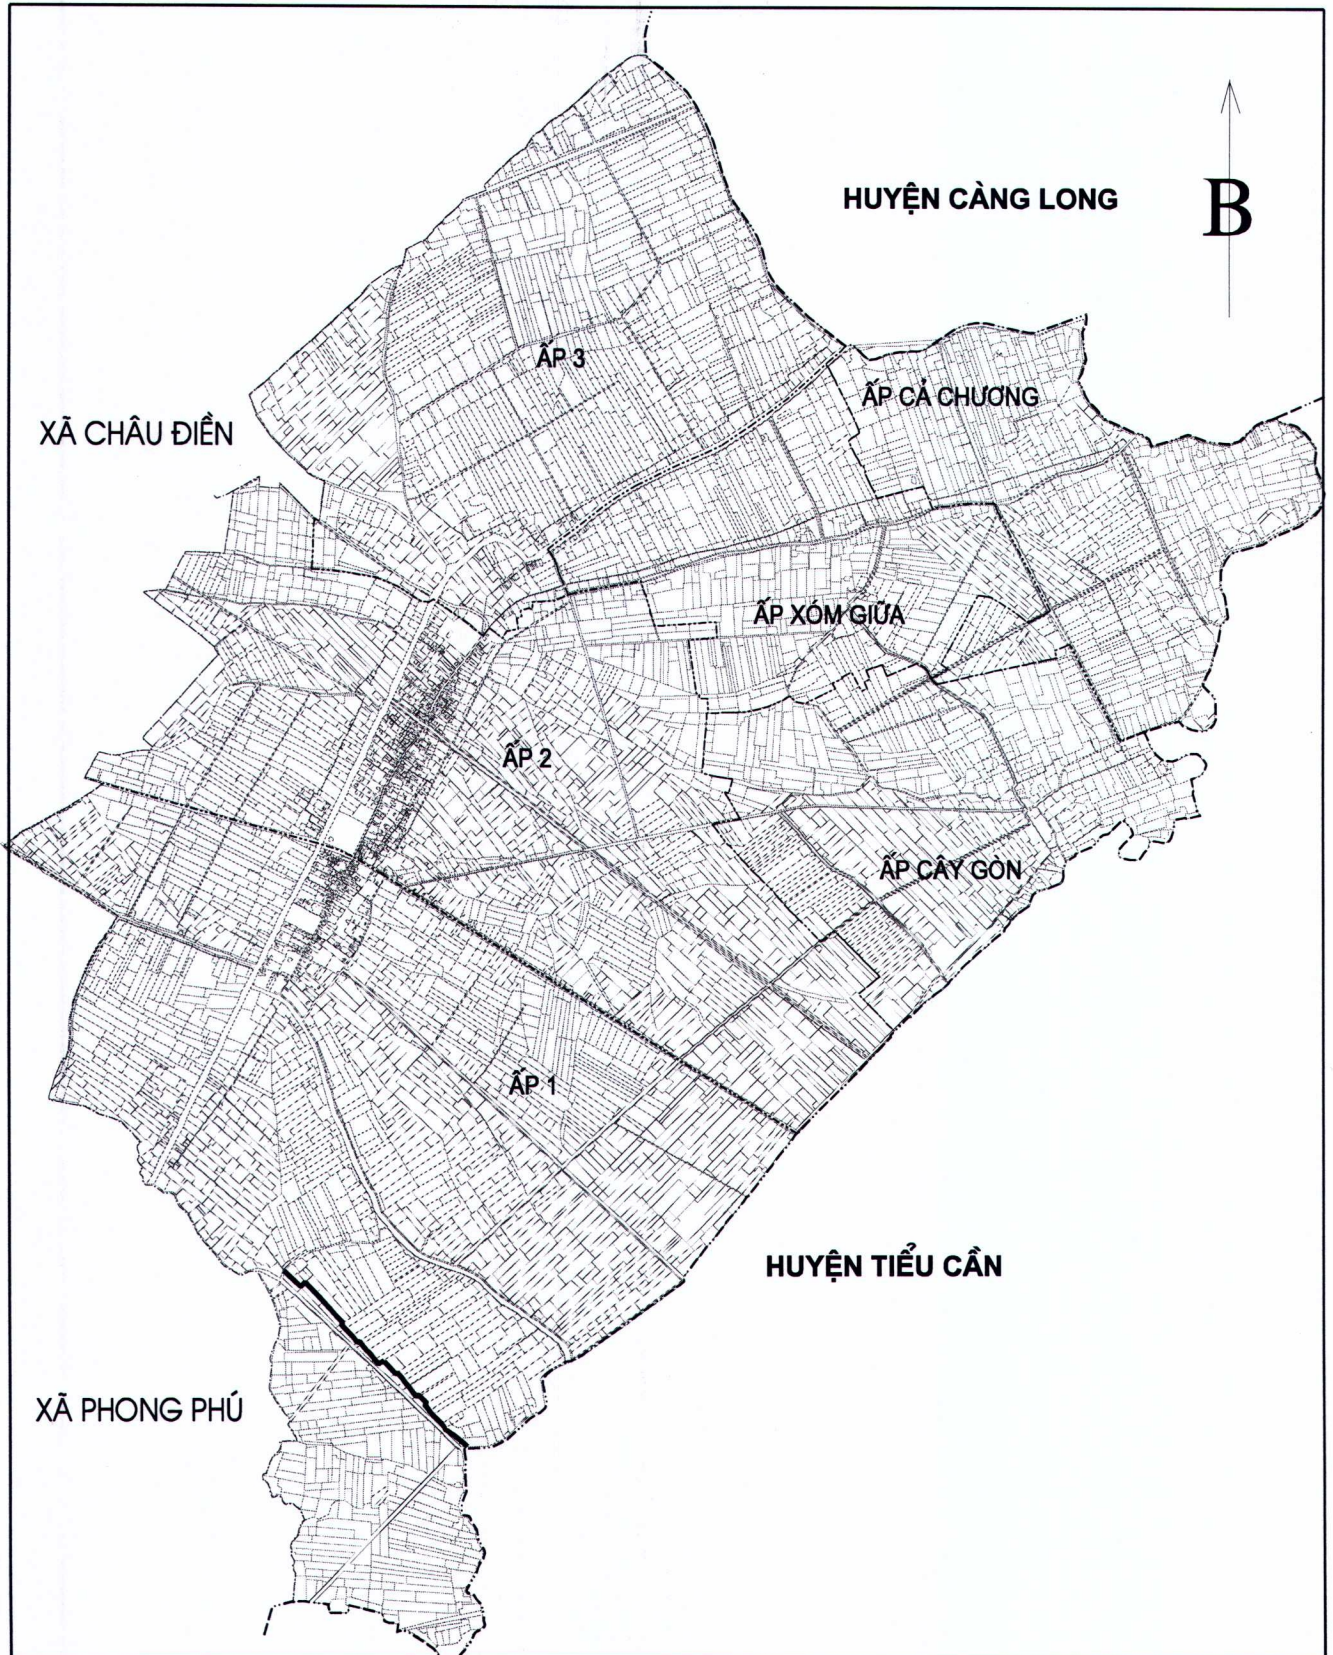 HUYỆN CÀNG LONG
B
ẤP 3
ẤP CẢ CHƯƠNG
XÃ CHÂU ĐIỀN
ẤP XÓM GIỮA
ẤP 2
ẤP CÂY GÒN
ẤP 1
HUYỆN TIỂU CẦN
XÃ PHONG PHÚ